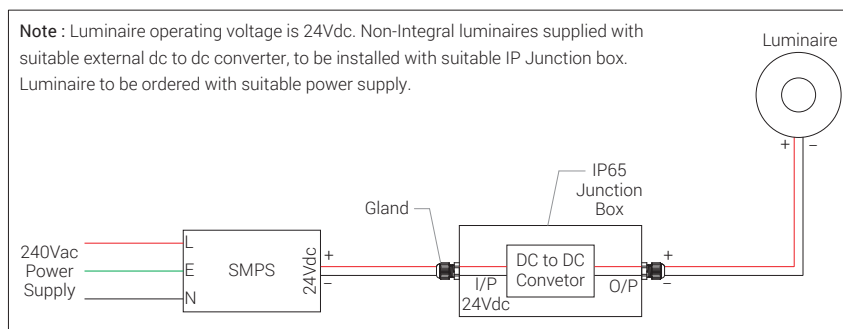 Note : Luminaire operating voltage is 24Vdc. Non-Integral luminaires supplied with
suitable external dc to dc converter, to be installed with suitable IP Junction box.
Luminaire to be ordered with suitable power supply.
Luminaire
+ –
IP65
Junction
Box
Gland
240Vac
Power
Supply
L
E
N
SMPS
24Vdc
+
–
I/P
24Vdc
DC to DC
Convetor
O/P
+
–